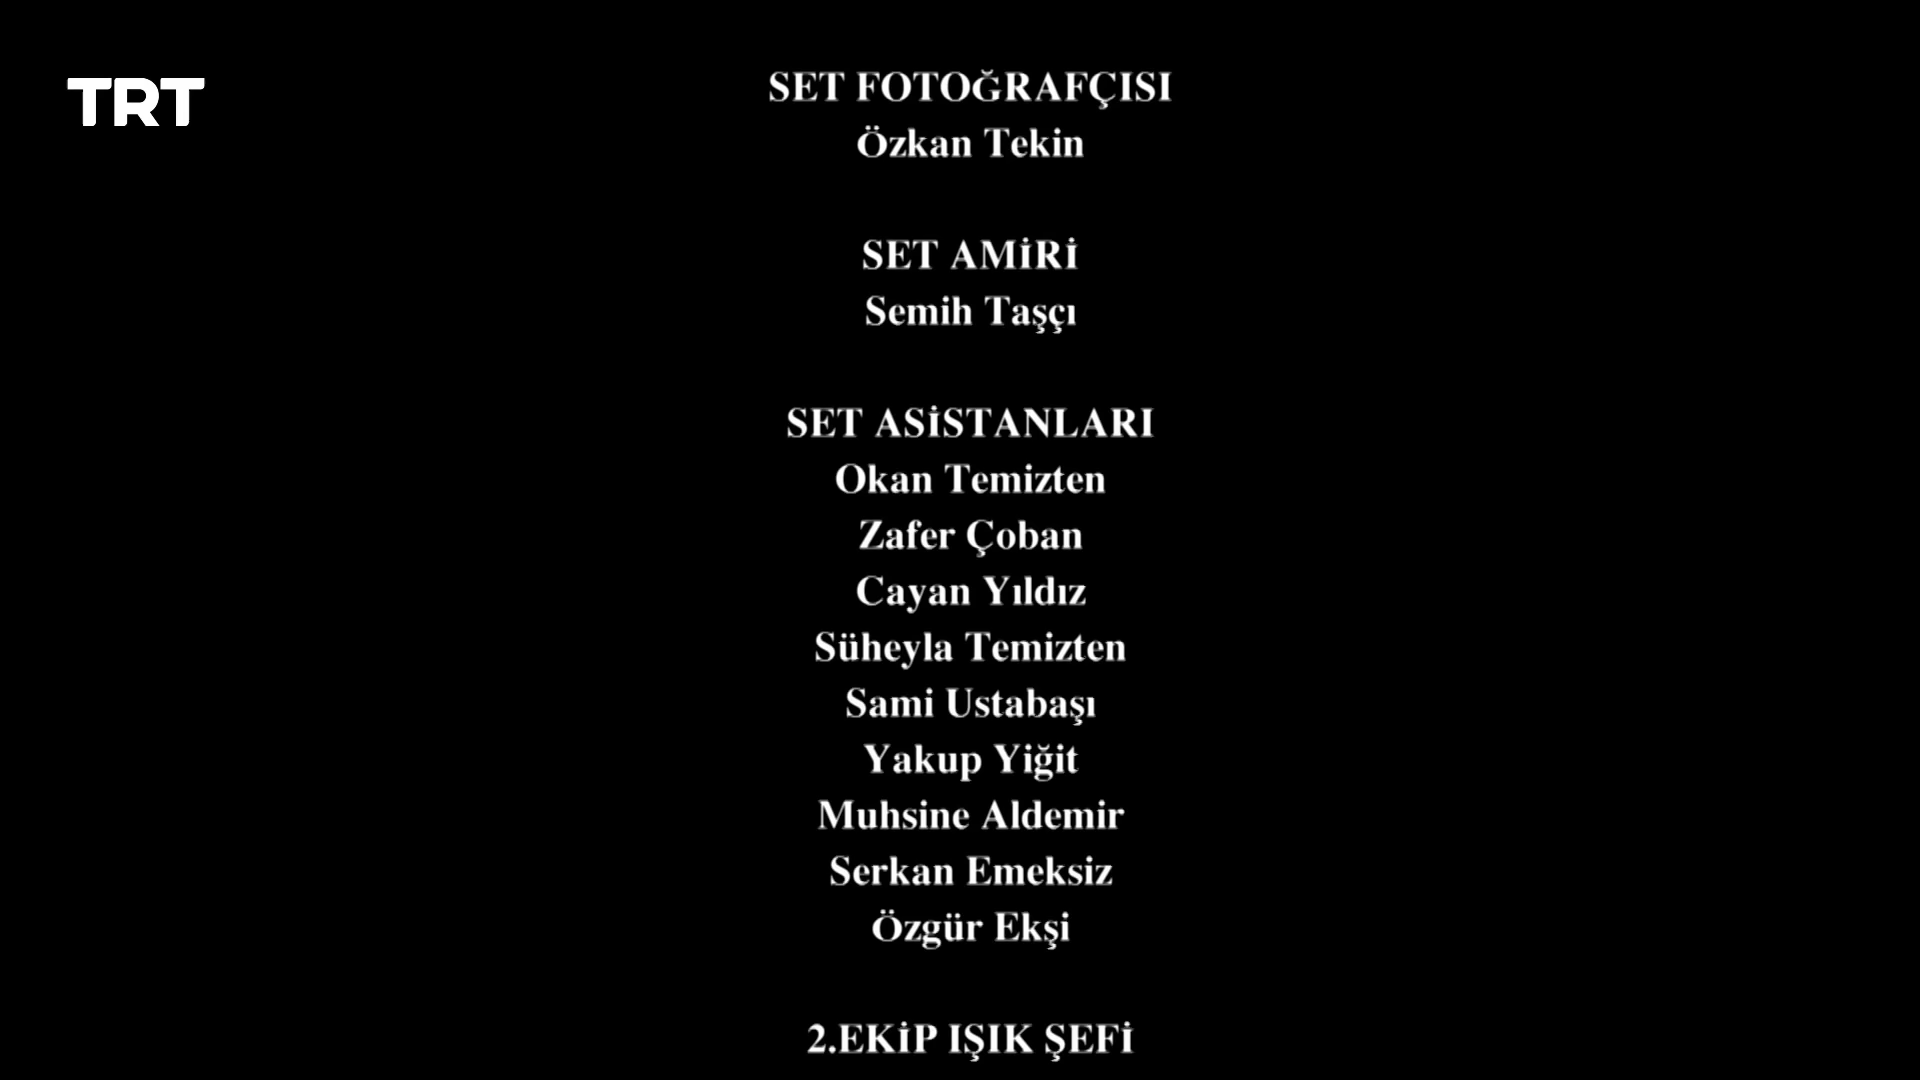 TRT
SET FOTOĞRAFÇISI
Özkan Tekin
SET AMİRİ
Semih Taşçı
SET ASİSTANLARI
Okan Temizten
Zafer Çoban
Cayan Yıldız
Süheyla Temizten
Sami Ustabaşı
Yakup Yiğit
Muhsine Aldemir
Serkan Emeksiz
Özgür Ekşi
2.EKİP IŞIK ŞEFİ